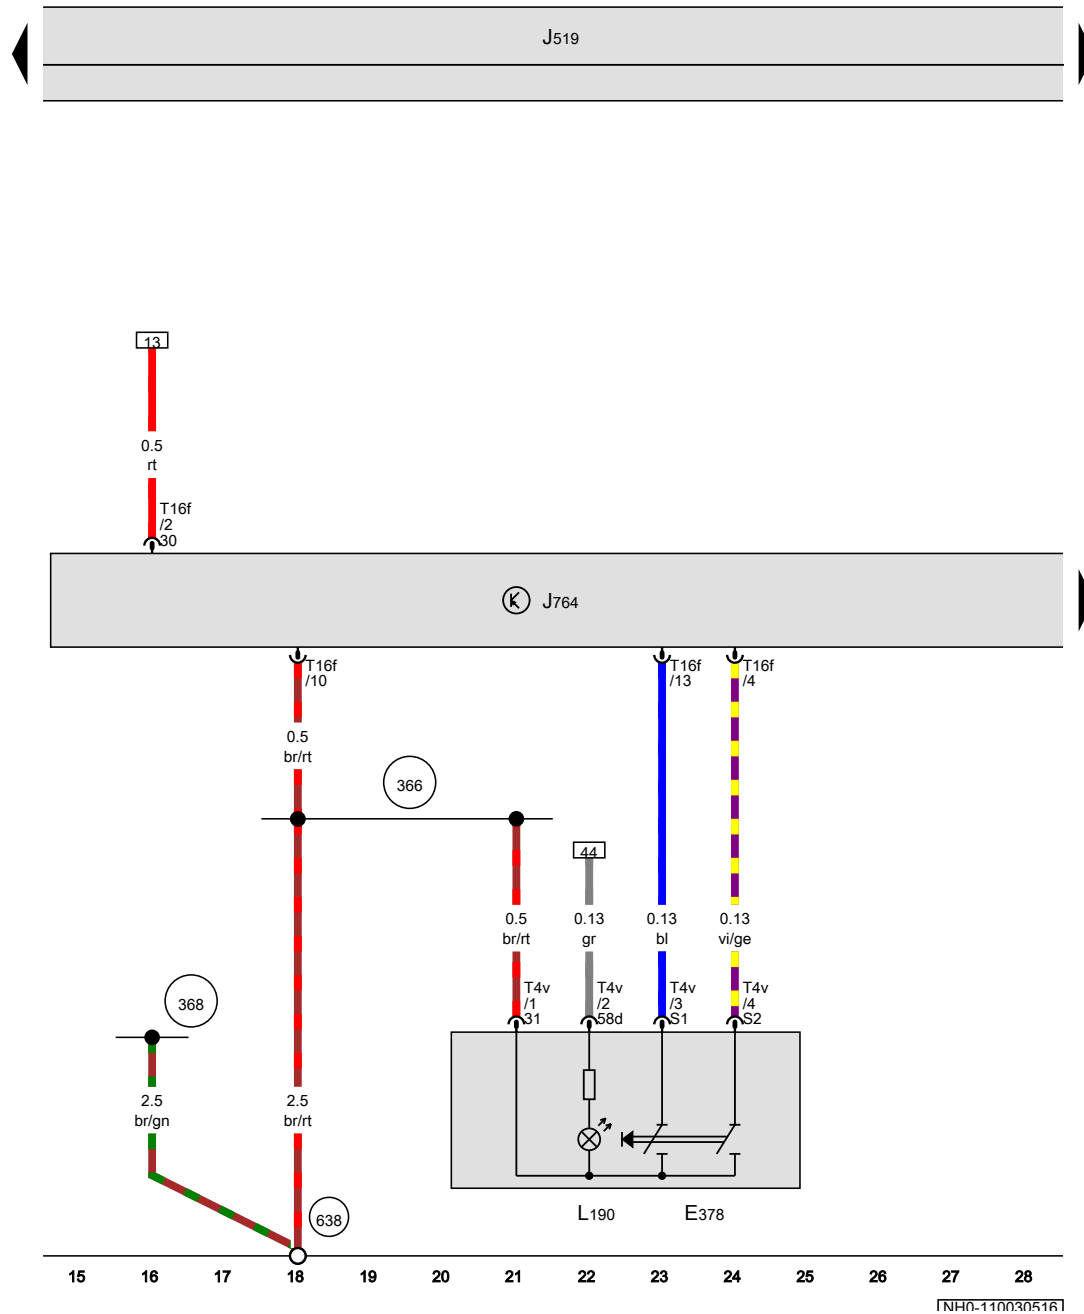 J519
13
0.5
rt
T16f
/2
30
J764
T16f
/10
T16f
/13
T16f
/4
0.5
br/rt
366
44
0.5
br/rt
0.13
gr
0.13
bl
0.13
vi/ge
T4v
/1
31
T4v
/2
58d
T4v
/3
S1
T4v
/4
S2
368
2.5
br/gn
2.5
br/rt
638
L190
E378
15 16 17 18 19 20 21 22 23 24 25 26 27 28
NH0-110030516